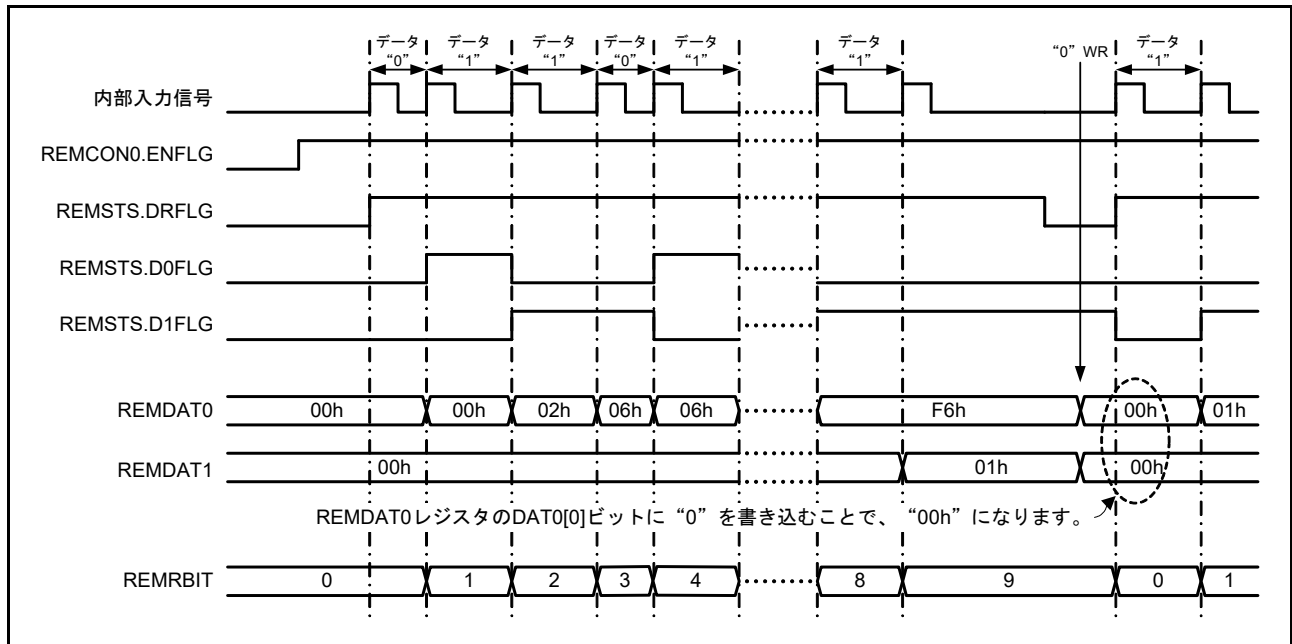 データ データ データ データ データ データ データ
“0” “1” “1” “0” “1” “1” “0” WR “1”
内部入力信号
REMCON0.ENFLG
REMSTS.DRFLG
REMSTS.D0FLG
REMSTS.D1FLG
REMDAT0 00h 00h 02h 06h 06h F6h 00h 01h
REMDAT1 00h 01h 00h
REMDAT0レジスタのDAT0[0]ビットに“0”を書き込むことで、“00h”になります。
REMRBIT 0 1 2 3 4 8 9 0 1